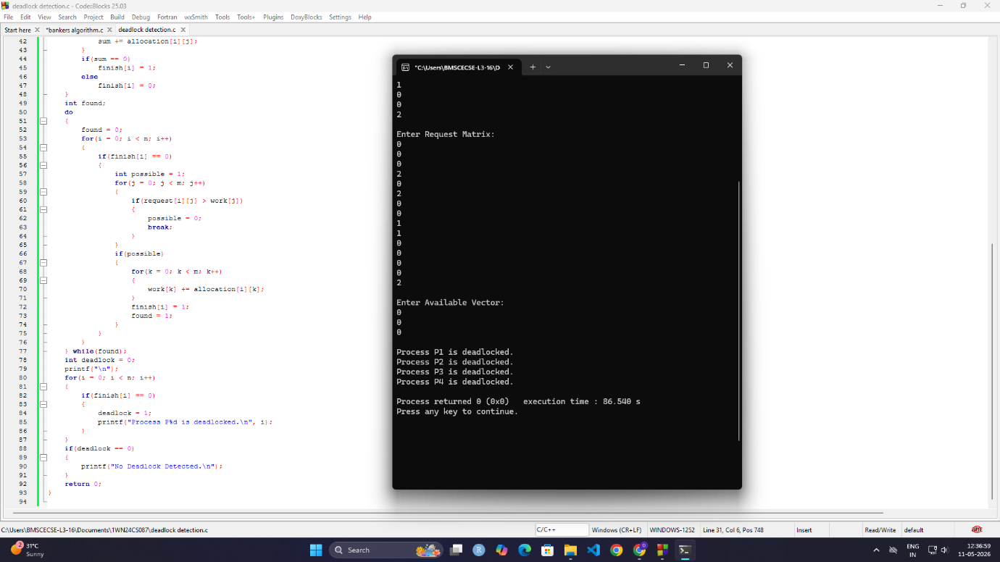 deadlock detection.c - Code::Blocks 25.03
File Edit View Search Project Build Debug Fortran wxSmith Tools Tools+ Plugins DoxyBlocks Settings Help
Start here *bankers algorithm.c deadlock detection.c
42 sum += allocation[i][j];
43 }
44 if(sum == 0)
45 finish[i] = 1;
46 else
47 finish[i] = 0;
48 }
49 int found;
50 do
51 {
52 found = 0;
53 for(i = 0; i < n; i++)
54 {
55 if(finish[i] == 0)
56 {
57 int possible = 1;
58 for(j = 0; j < m; j++)
59 {
60 if(request[i][j] > work[j])
61 {
62 possible = 0;
63 break;
64 }
65 }
66 if(possible)
67 {
68 for(k = 0; k < m; k++)
69 {
70 work[k] += allocation[i][k];
71 }
72 finish[i] = 1;
73 found = 1;
74 }
75 }
76 }
77 } while(found);
78 int deadlock = 0;
79 printf("\n");
80 for(i = 0; i < n; i++)
81 {
82 if(finish[i] == 0)
83 {
84 deadlock = 1;
85 printf("Process P%d is deadlocked.\n", i);
86 }
87 }
88 if(deadlock == 0)
89 {
90 printf("No Deadlock Detected.\n");
91 }
92 return 0;
93 }
94
"C:\Users\BMSCECSE-L3-16\D
1
0
0
2
Enter Request Matrix:
0
0
0
2
0
2
0
0
1
1
0
0
0
0
2
Enter Available Vector:
0
0
0
Process P1 is deadlocked.
Process P2 is deadlocked.
Process P3 is deadlocked.
Process P4 is deadlocked.
Process returned 0 (0x0) execution time : 86.540 s
Press any key to continue.
C:\Users\BMSCECSE-L3-16\Documents\1WN24CS087\deadlock detection.c C/C++ Windows (CR+LF) WINDOWS-1252 Line 31, Col 6, Pos 748 Insert Read/Write default
2
31°C
Sunny
Search
0
ENG
IN
12:36:59
11-05-2026